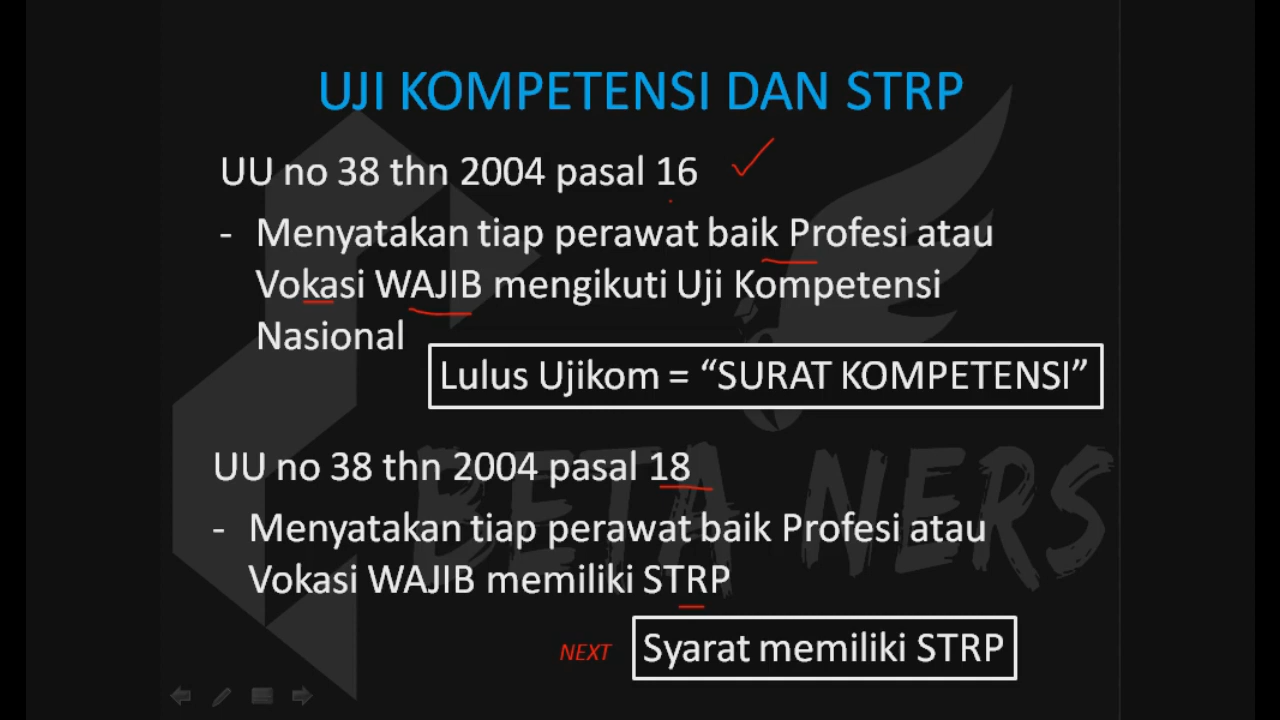 UJI KOMPETENSI DAN STRP
UU no 38 thn 2004 pasal 16
- Menyatakan tiap perawat baik Profesi atau
Vokasi WAJIB mengikuti Uji Kompetensi
Nasional
Lulus Ujikom = “SURAT KOMPETENSI”
BETA NERS
UU no 38 thn 2004 pasal 18
- Menyatakan tiap perawat baik Profesi atau
Vokasi WAJIB memiliki STRP
NEXT
Syarat memiliki STRP